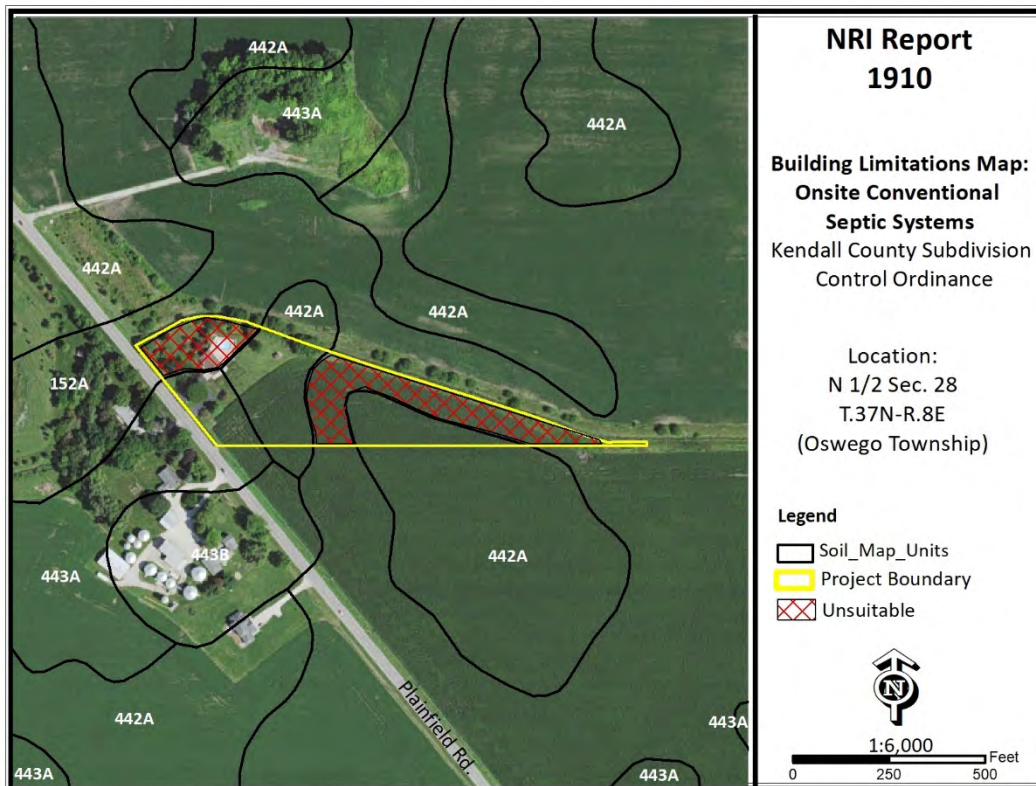 442A
443A
442A
442A
442A
442A
152A
443B
443A
442A
442A
Plainfield Rd.
443A
443A
443A
NRI Report
1910
Building Limitations Map:
Onsite Conventional
Septic Systems
Kendall County Subdivision
Control Ordinance
Location:
N 1/2 Sec. 28
T.37N-R.8E
(Oswego Township)
Legend
Soil_Map_Units
Project Boundary
Unsuitable
N
1:6,000
Feet
0 250 500